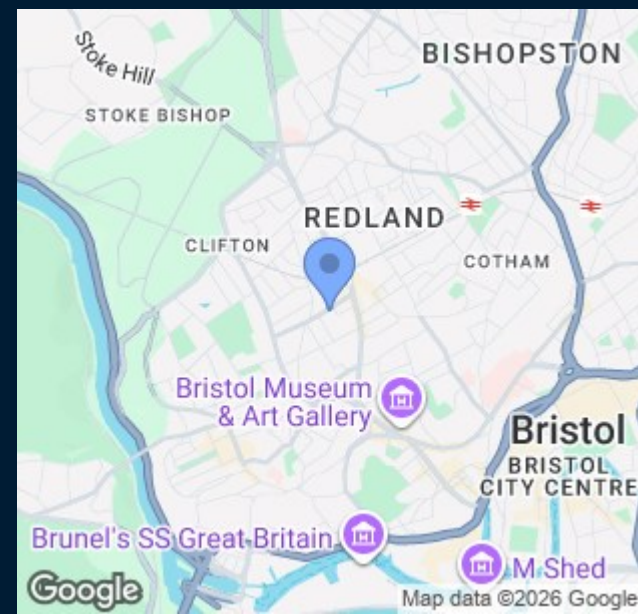 Stoke Hill
BISHOPSTON
STOKE BISHOP
REDLAND
CLIFTON
COTHAM
Bristol Museum
& Art Gallery
Bristol
BRISTOL
CITY CENTRE
Brunel's SS Great Britain
M Shed
Google
Map data ©2026 Google